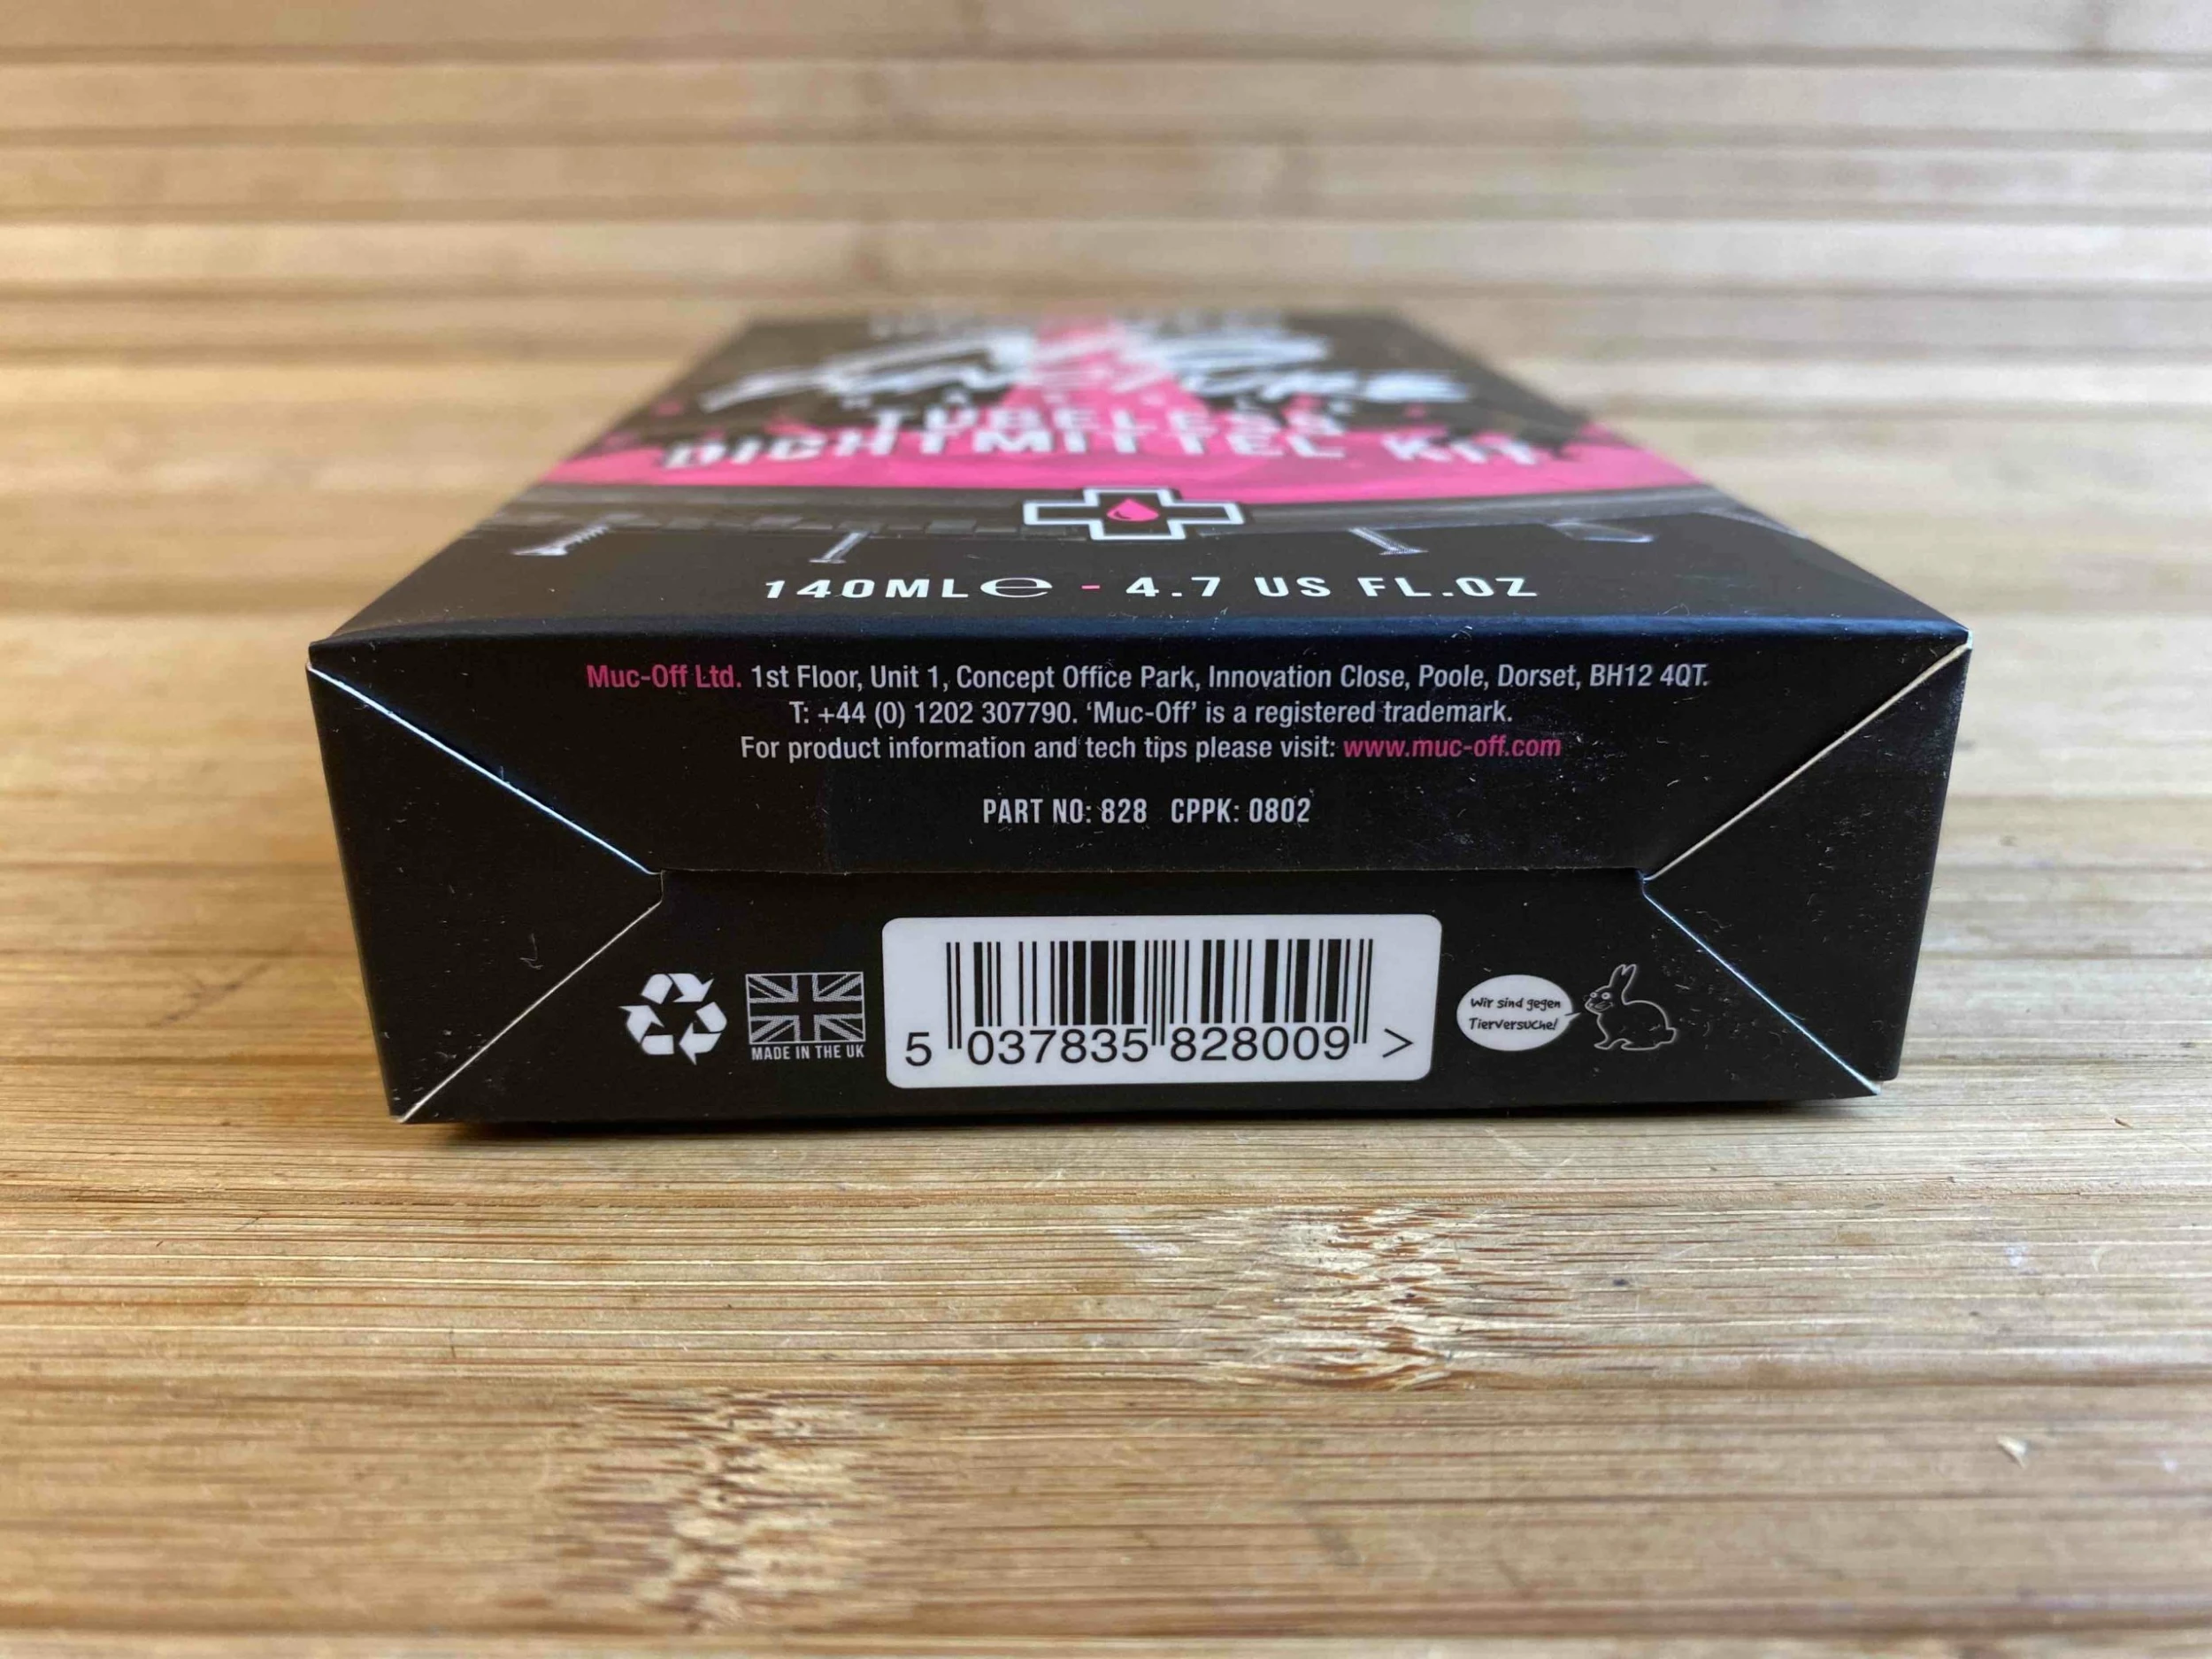 TUBELESS
DICHTMITTEL KIT
140ML℮ - 4.7 US FL.OZ
Muc-Off Ltd. 1st Floor, Unit 1, Concept Office Park, Innovation Close, Poole, Dorset, BH12 4QT.
T: +44 (0) 1202 307790. ‘Muc-Off’ is a registered trademark.
For product information and tech tips please visit: www.muc-off.com
PART NO: 828 CPPK: 0802
MADE IN THE UK
5 037835 828009 >
Wir sind gegen
Tierversuche!